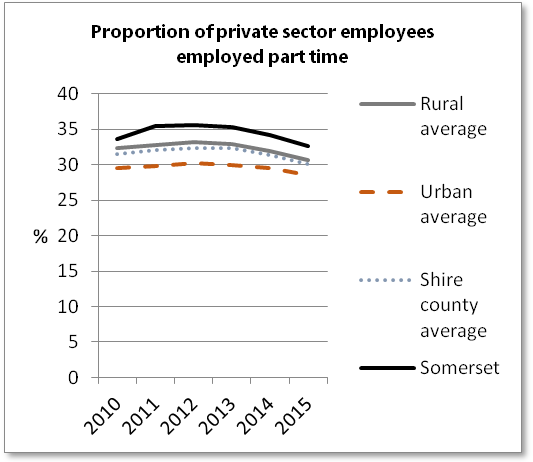 Proportion of private sector employees
employed part time
40
35
30
25
20
15
10
5
0
%
2010
2011
2012
2013
2014
2015
Rural
average
Urban
average
Shire
county
average
Somerset